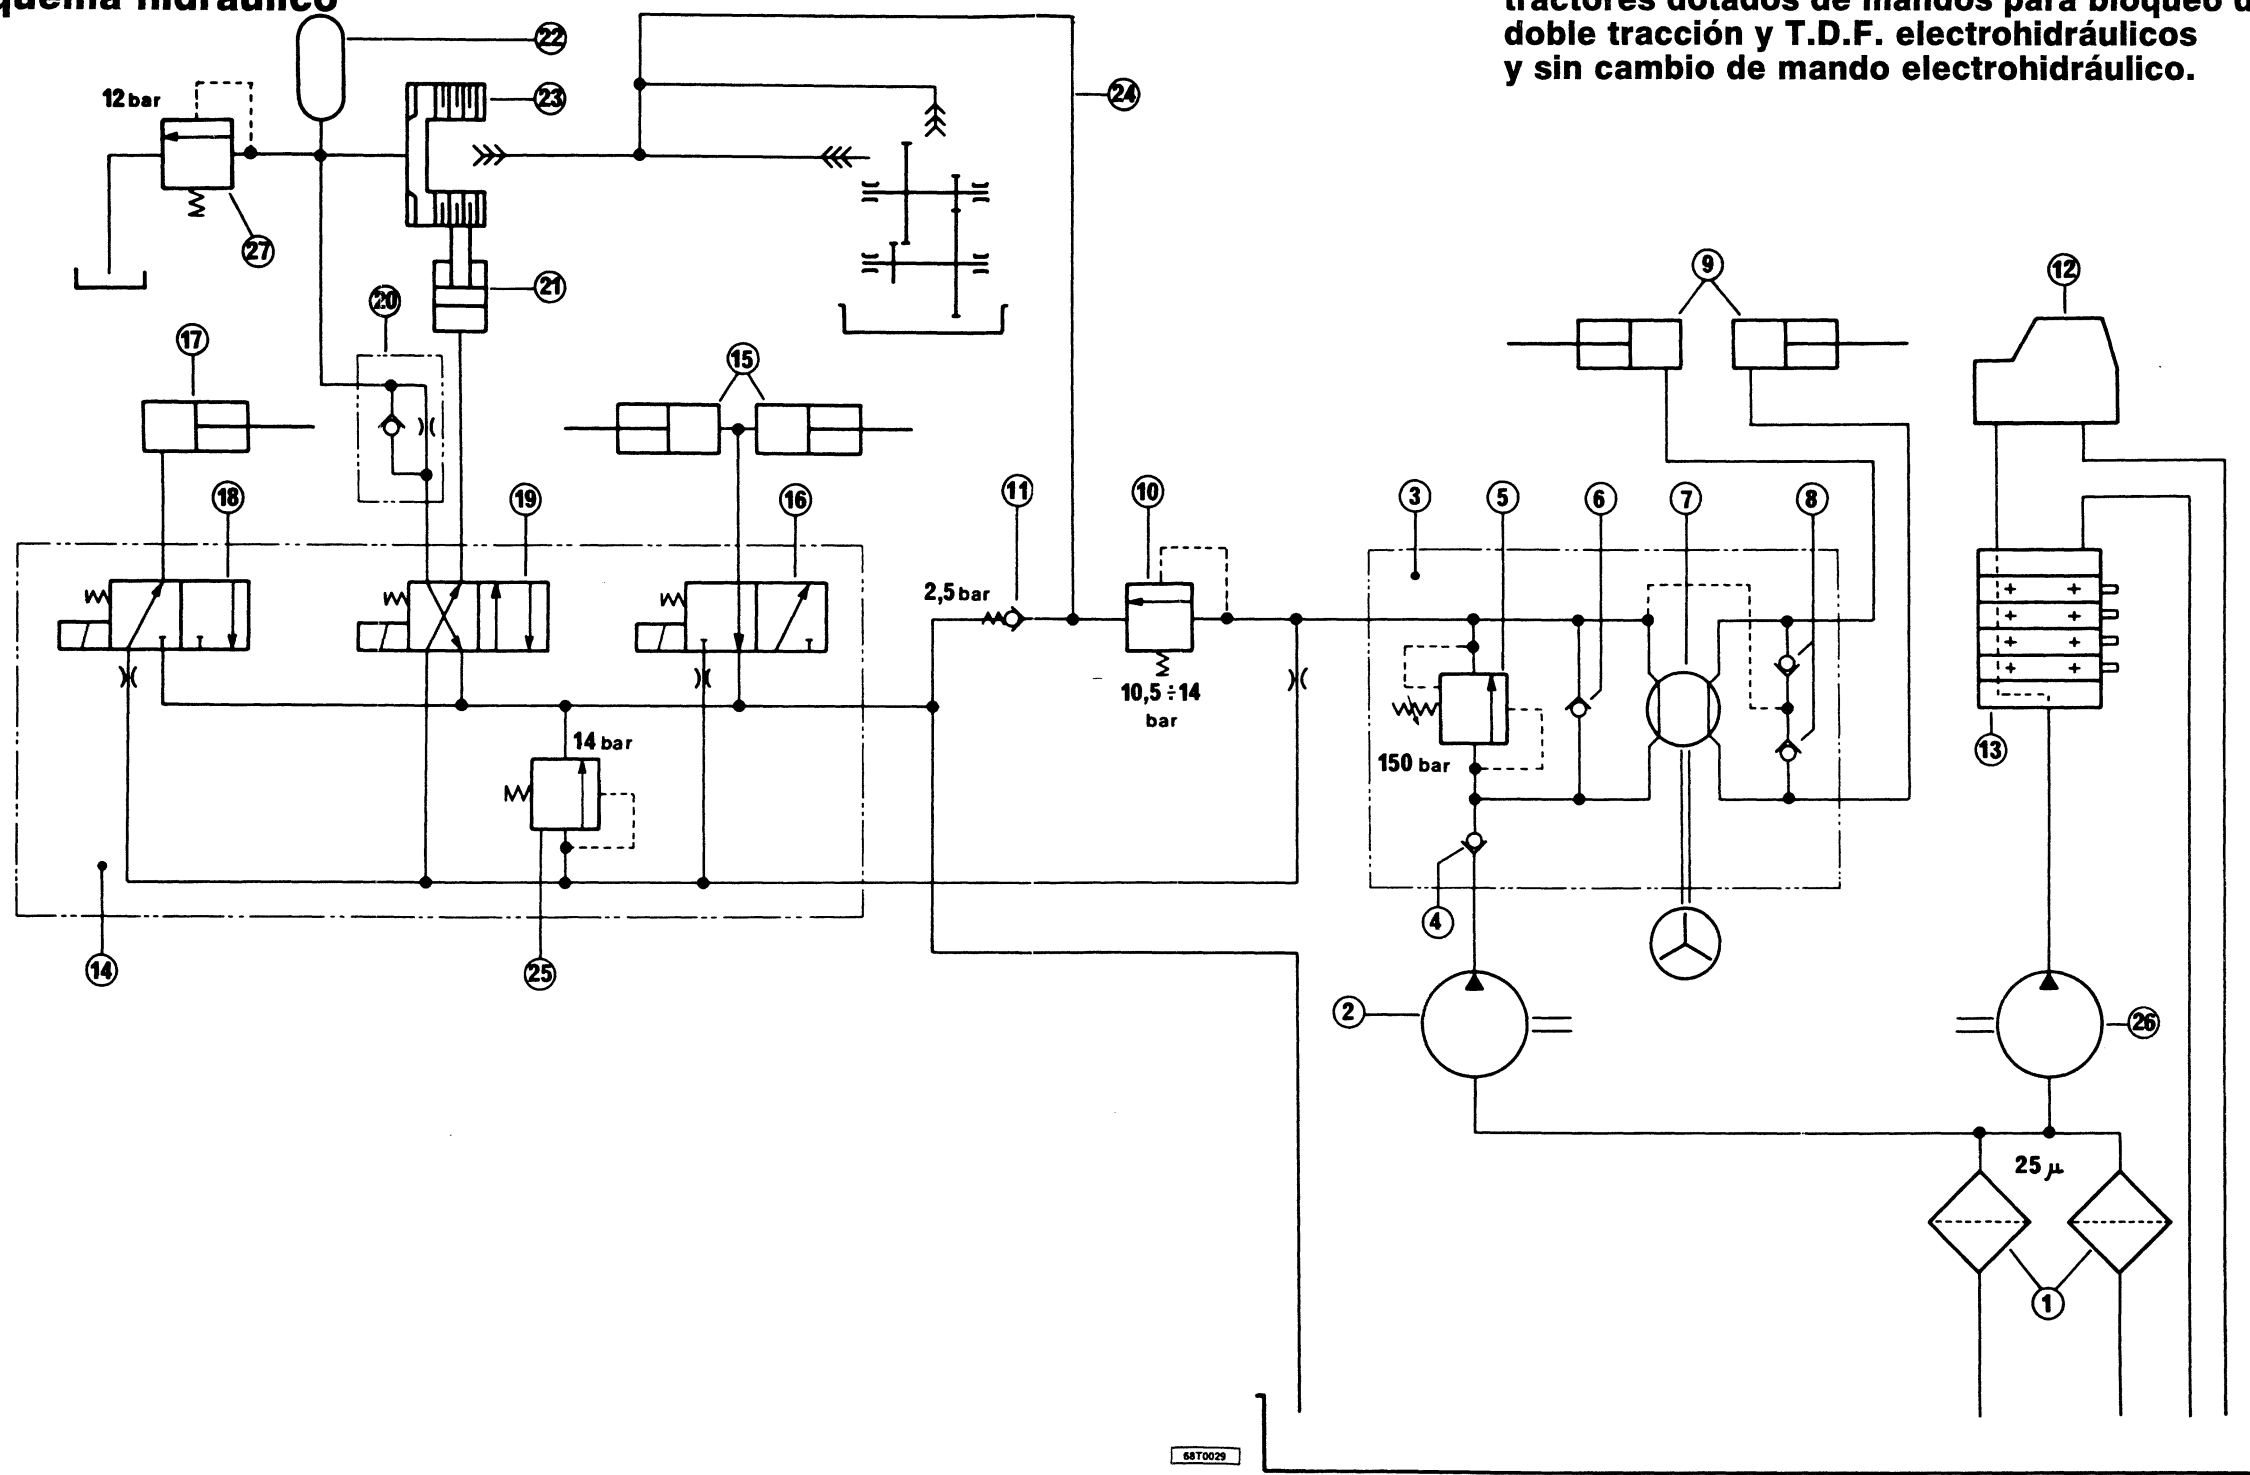 hidráulico
tractores dotados de mandos para bloqueo
doble tracción y T.D.F. electrohidráulicos
y sin cambio de mando electrohidráulico.
22
12 bar
23
24
27
21
20
9
12
17
15
18
19
16
11
10
3
5
6
7
8
2,5 bar
10,5 ÷ 14
bar
14 bar
150 bar
13
4
14
25
2
26
25 μ
1
68T0029